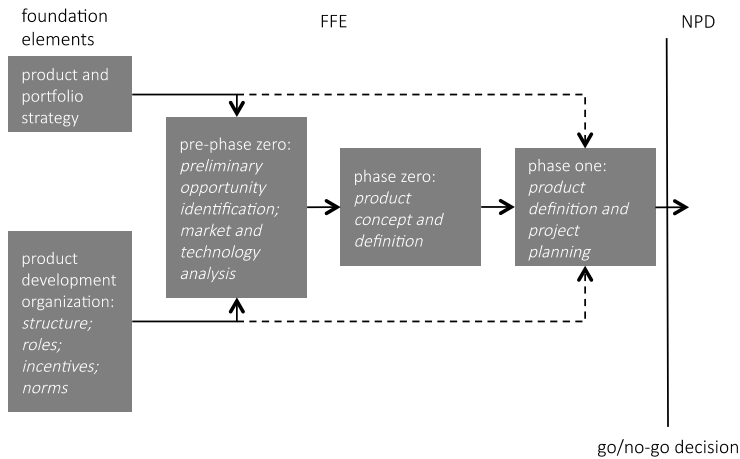 foundation
elements
FFE
NPD
product and
portfolio
strategy
pre-phase zero:
preliminary
opportunity
identification;
market and
technology
analysis
phase zero:
product
concept and
definition
phase one:
product
definition and
project
planning
product
development
organization:
structure;
roles;
incentives;
norms
go/no-go decision